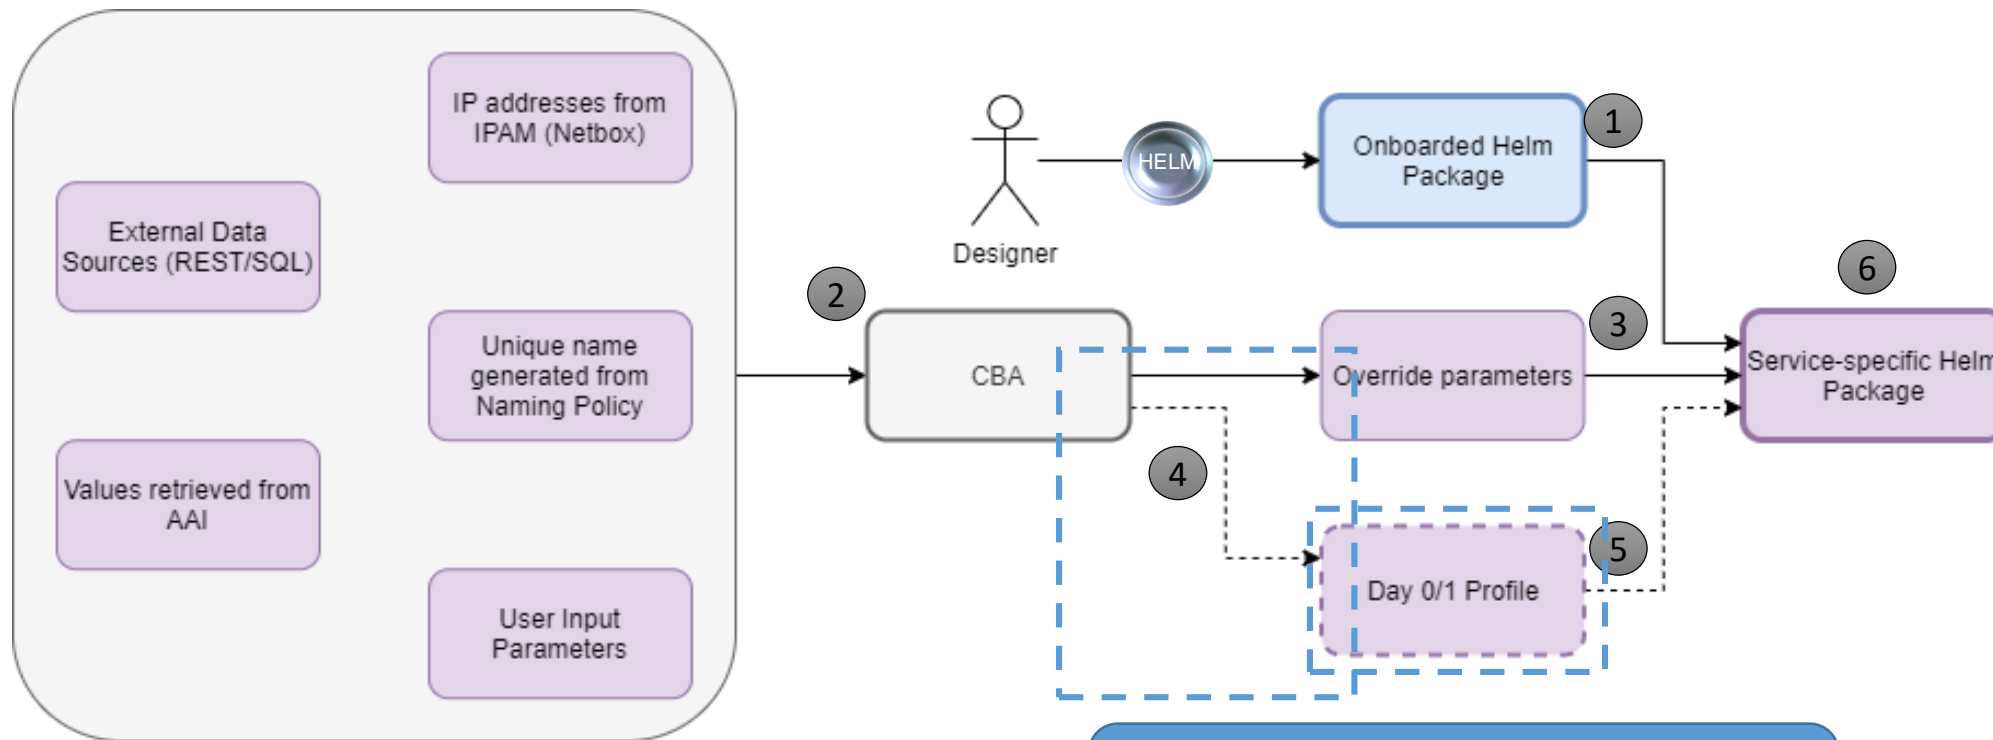 IP addresses from
IPAM (Netbox)
External Data
Sources (REST/SQL)
Unique name
generated from
Naming Policy
Values retrieved from
AAI
User Input
Parameters
Designer
HELM
Onboarded Helm
Package
1
2
CBA
Override parameters
3
4
Day 0/1 Profile
5
6
Service-specific Helm
Package